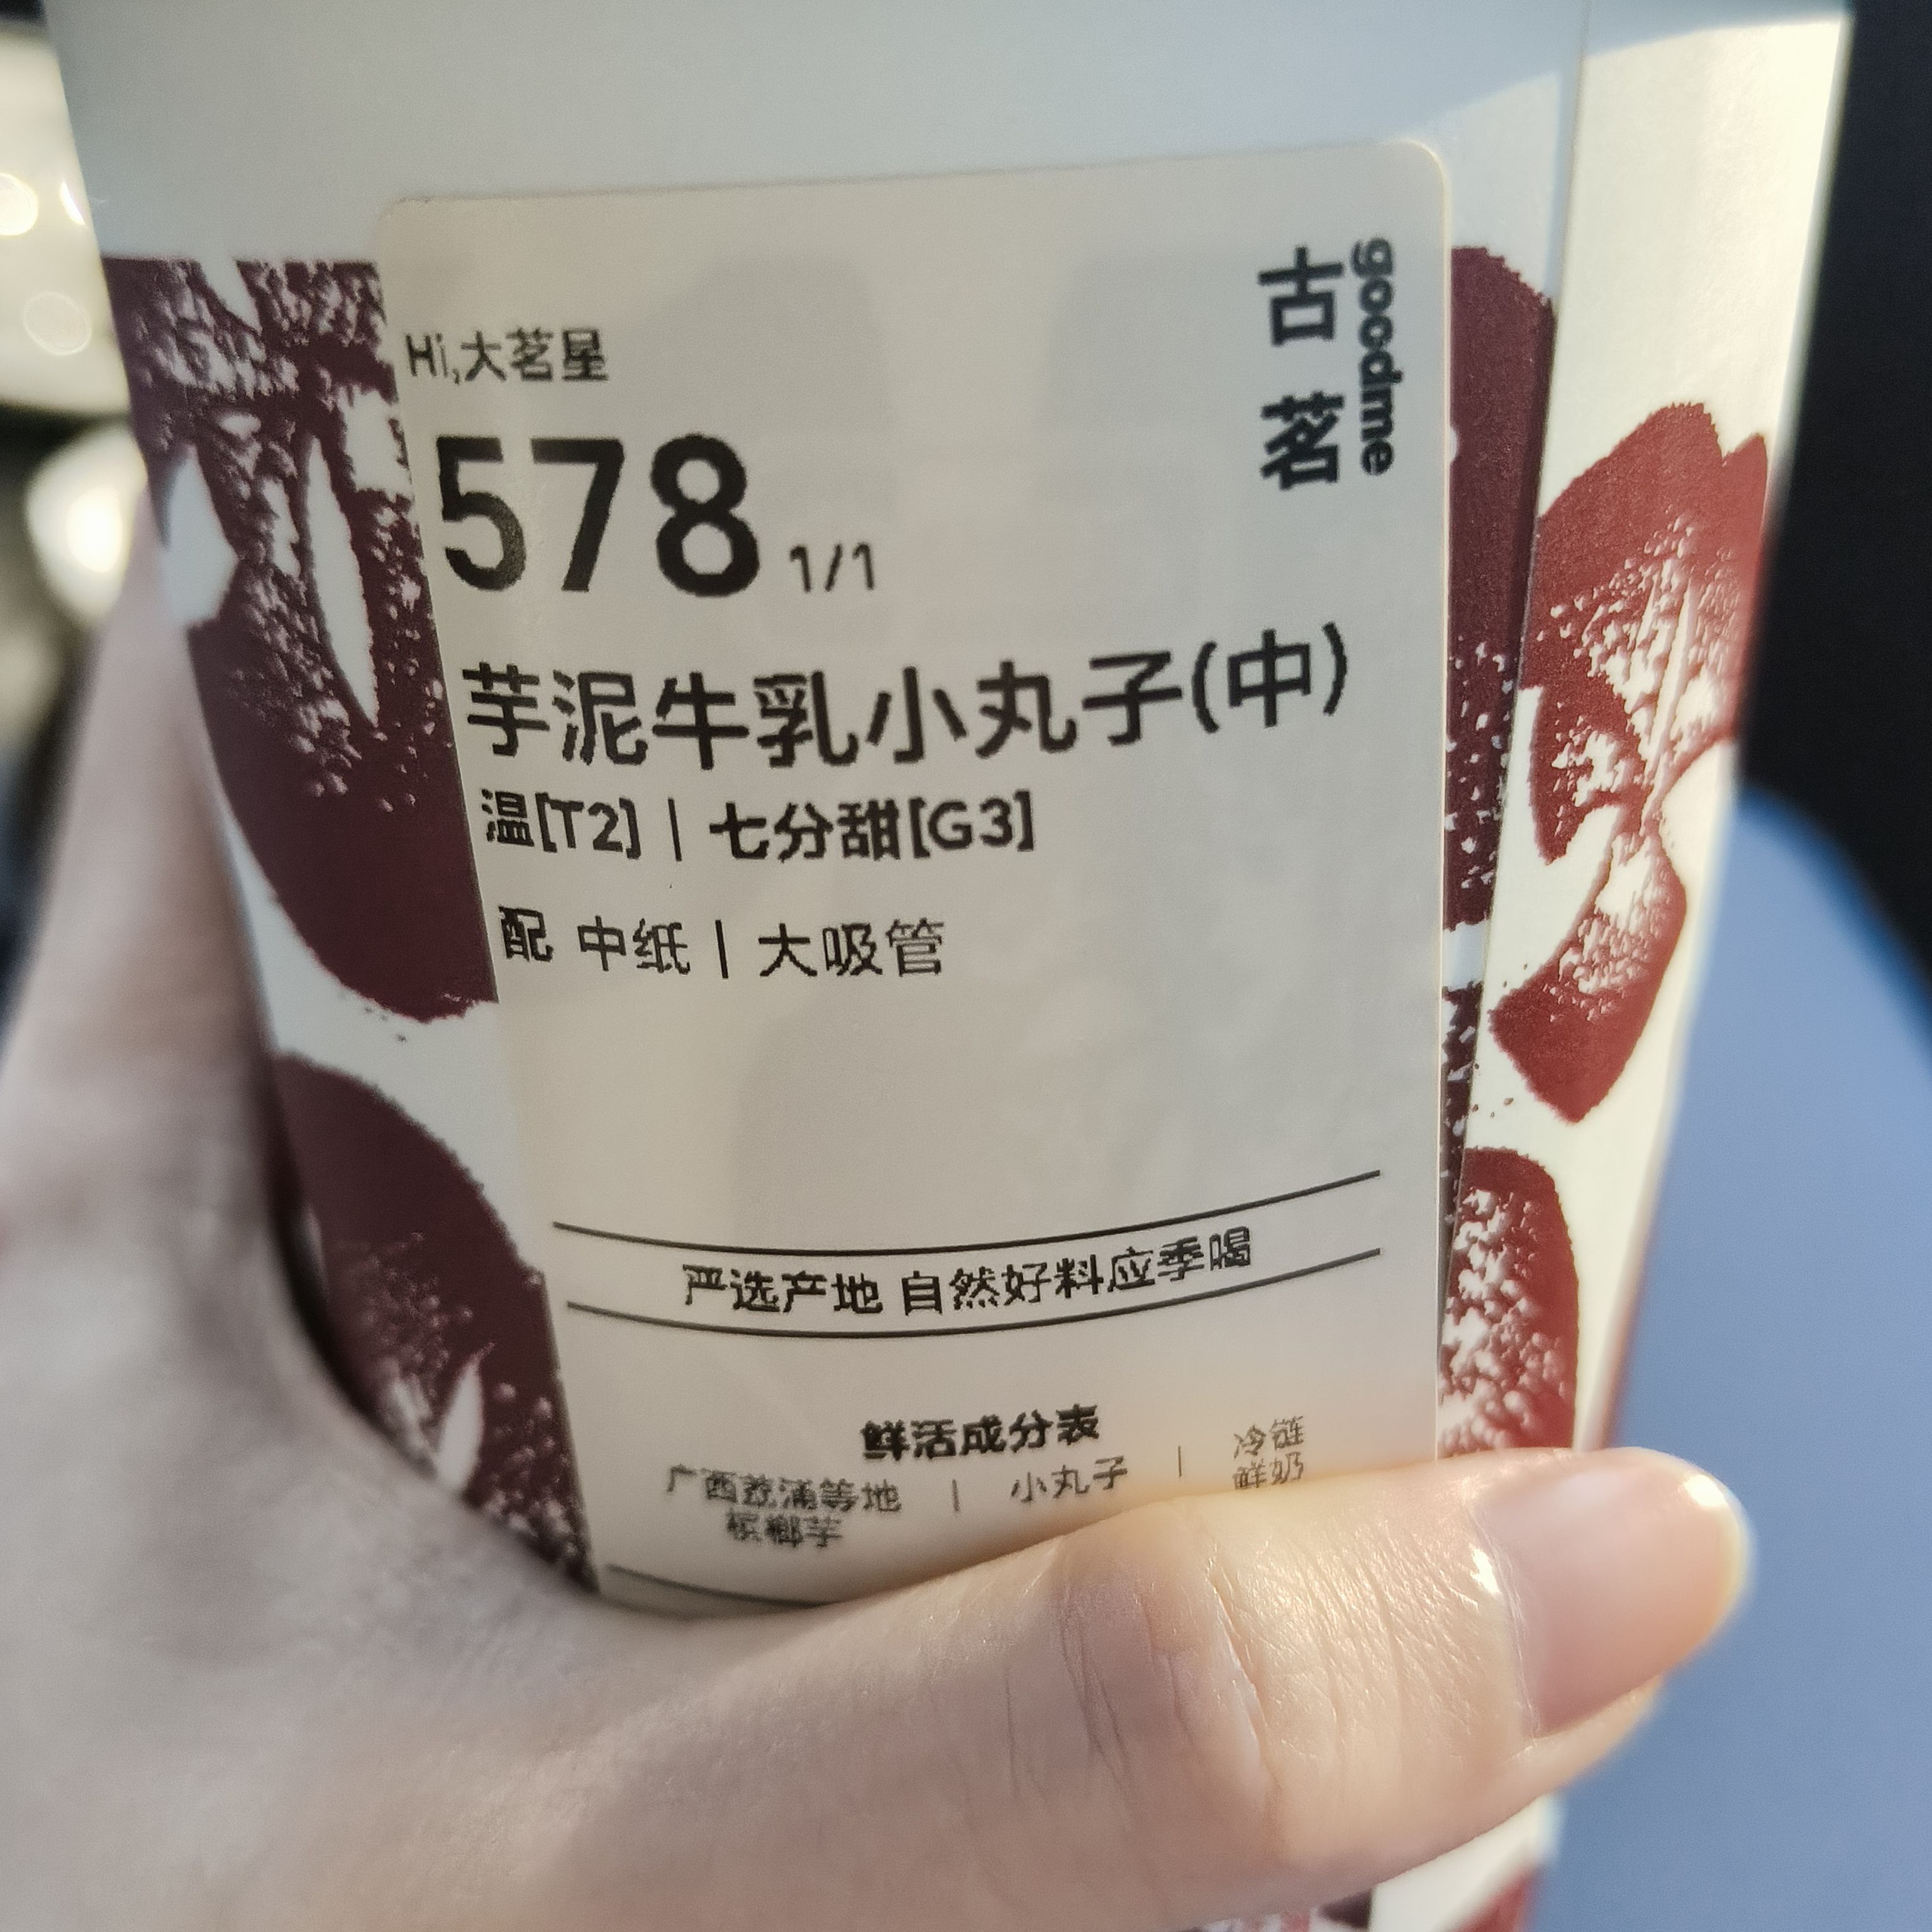 古茗
goodme
Hi,大茗星
578 1/1
芋泥牛乳小丸子(中)
温[T2] | 七分甜[G3]
配 中纸 | 大吸管
严选产地 自然好料应季喝
鲜活成分表
广西荔浦等地 | 小丸子 | 冷链
槟榔芋 鲜奶